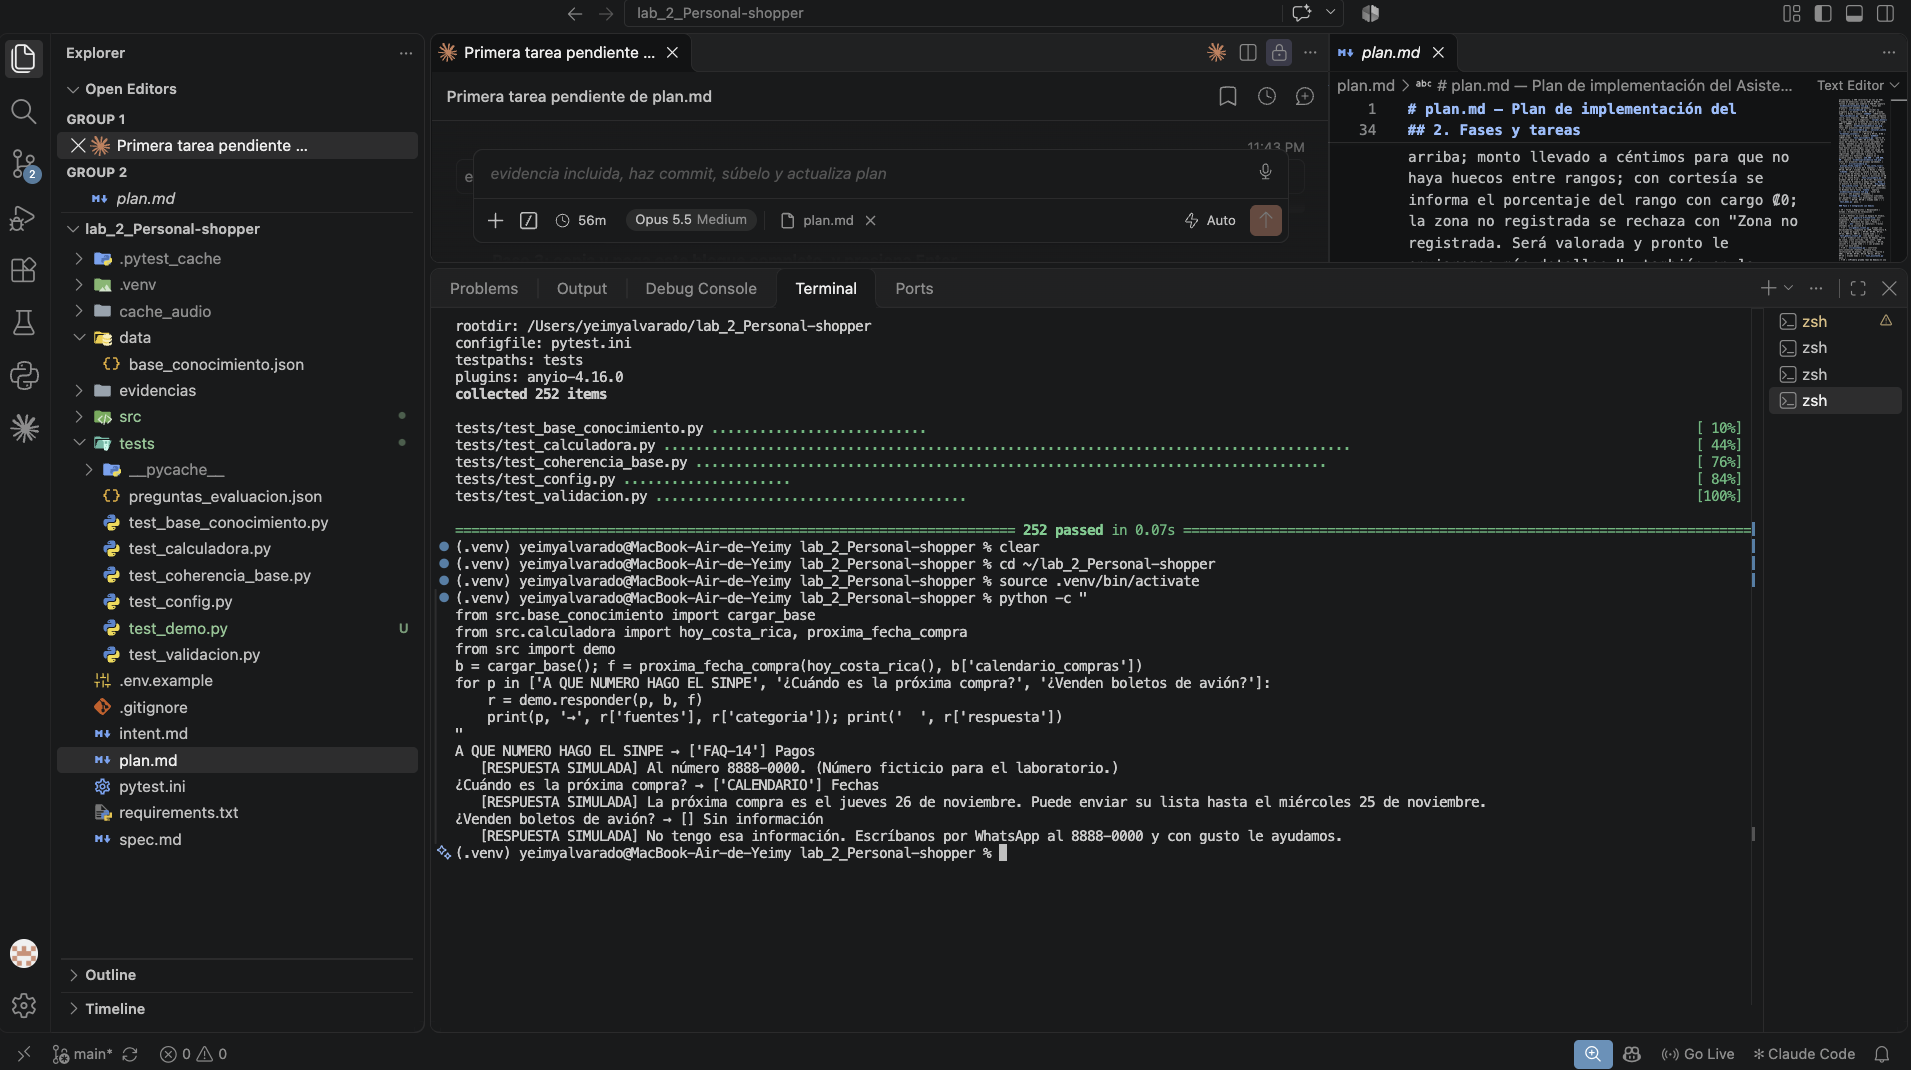 lab_2_Personal-shopper
Explorer
Open Editors
GROUP 1
Primera tarea pendiente ...
GROUP 2
plan.md
lab_2_Personal-shopper
.pytest_cache
.venv
cache_audio
data
base_conocimiento.json
evidencias
src
tests
__pycache__
preguntas_evaluacion.json
test_base_conocimiento.py
test_calculadora.py
test_coherencia_base.py
test_config.py
test_demo.py U
test_validacion.py
.env.example
.gitignore
intent.md
plan.md
pytest.ini
requirements.txt
spec.md
Outline
Timeline
2
Primera tarea pendiente ...
Primera tarea pendiente de plan.md
11:43 PM
evidencia incluida, haz commit, súbelo y actualiza plan
56m Opus 5.5 Medium plan.md Auto
plan.md
plan.md > # plan.md — Plan de implementación del Asiste... Text Editor
1 # plan.md — Plan de implementación del
34 ## 2. Fases y tareas
arriba; monto llevado a céntimos para que no
haya huecos entre rangos; con cortesía se
informa el porcentaje del rango con cargo ₡0;
la zona no registrada se rechaza con "Zona no
registrada. Será valorada y pronto le
Problems Output Debug Console Terminal Ports
rootdir: /Users/yeimyalvarado/lab_2_Personal-shopper
configfile: pytest.ini
testpaths: tests
plugins: anyio-4.16.0
collected 252 items
tests/test_base_conocimiento.py ........................... [ 10%]
tests/test_calculadora.py ...................................................................................... [ 44%]
tests/test_coherencia_base.py ............................................................................... [ 76%]
tests/test_config.py ..................... [ 84%]
tests/test_validacion.py ....................................... [100%]
====================================================================== 252 passed in 0.07s =======================================================================
(.venv) yeimyalvarado@MacBook-Air-de-Yeimy lab_2_Personal-shopper % clear
(.venv) yeimyalvarado@MacBook-Air-de-Yeimy lab_2_Personal-shopper % cd ~/lab_2_Personal-shopper
(.venv) yeimyalvarado@MacBook-Air-de-Yeimy lab_2_Personal-shopper % source .venv/bin/activate
(.venv) yeimyalvarado@MacBook-Air-de-Yeimy lab_2_Personal-shopper % python -c "
from src.base_conocimiento import cargar_base
from src.calculadora import hoy_costa_rica, proxima_fecha_compra
from src import demo
b = cargar_base(); f = proxima_fecha_compra(hoy_costa_rica(), b['calendario_compras'])
for p in ['A QUE NUMERO HAGO EL SINPE', '¿Cuándo es la próxima compra?', '¿Venden boletos de avión?']:
    r = demo.responder(p, b, f)
    print(p, '→', r['fuentes'], r['categoria']); print('  ', r['respuesta'])
"
A QUE NUMERO HAGO EL SINPE → ['FAQ-14'] Pagos
   [RESPUESTA SIMULADA] Al número 8888-0000. (Número ficticio para el laboratorio.)
¿Cuándo es la próxima compra? → ['CALENDARIO'] Fechas
   [RESPUESTA SIMULADA] La próxima compra es el jueves 26 de noviembre. Puede enviar su lista hasta el miércoles 25 de noviembre.
¿Venden boletos de avión? → [] Sin información
   [RESPUESTA SIMULADA] No tengo esa información. Escríbanos por WhatsApp al 8888-0000 y con gusto le ayudamos.
(.venv) yeimyalvarado@MacBook-Air-de-Yeimy lab_2_Personal-shopper %
zsh
zsh
zsh
zsh
main* 0 0 Go Live Claude Code